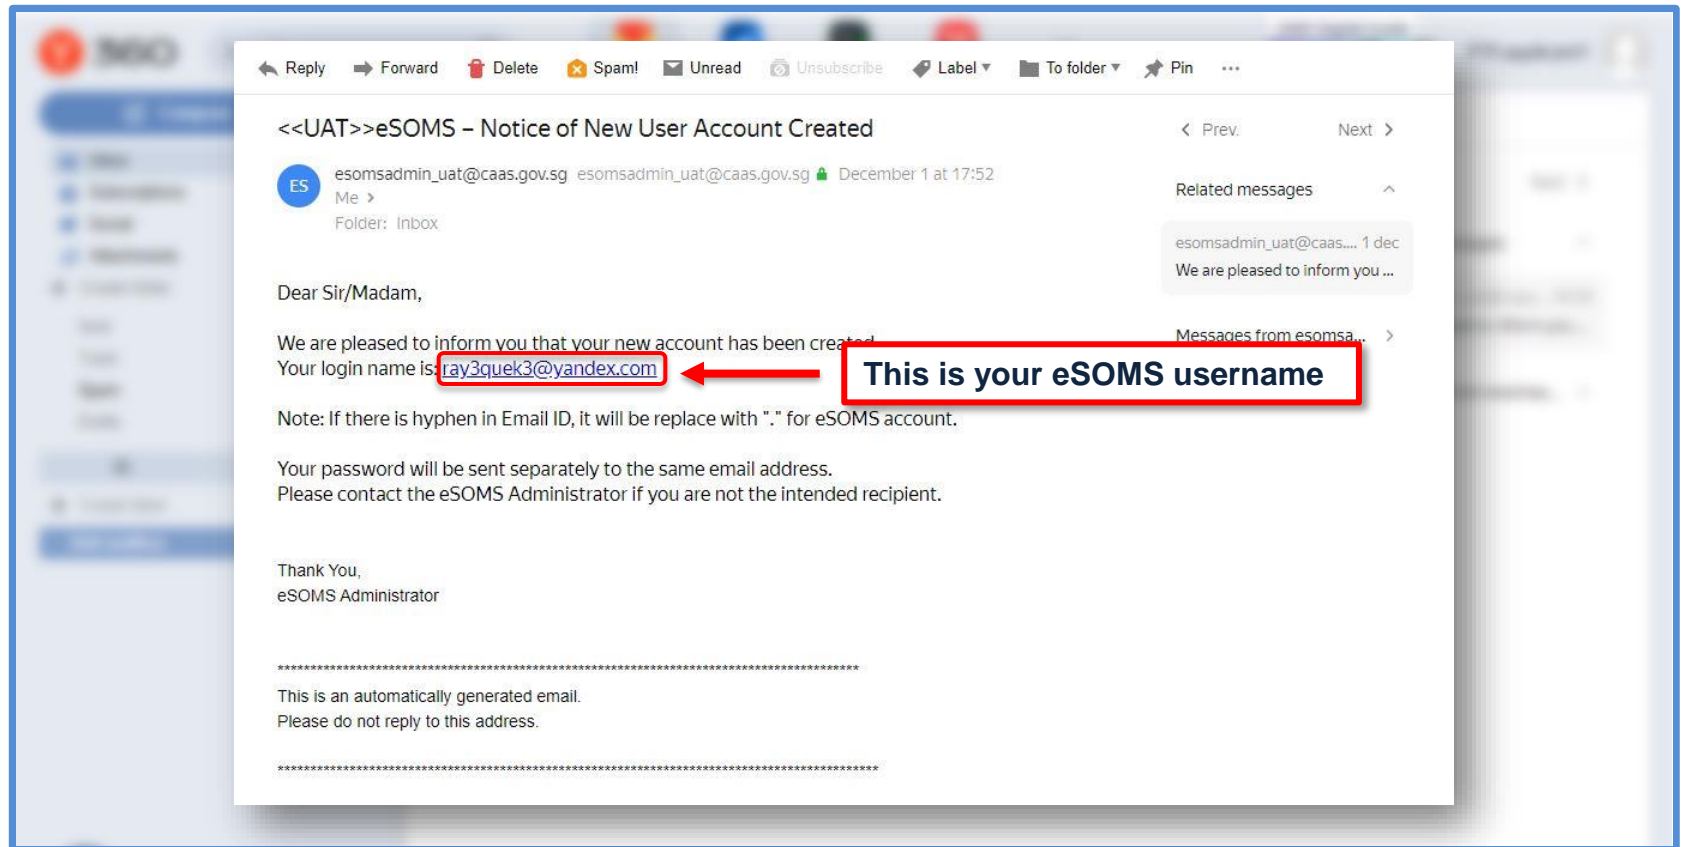 360
Reply Forward Delete Spam! Unread Unsubscribe Label To folder Pin ...
<<UAT>>eSOMS – Notice of New User Account Created
Prev. Next
ES
esomsadmin_uat@caas.gov.sg esomsadmin_uat@caas.gov.sg December 1 at 17:52
Me >
Folder: Inbox
Related messages
esomsadmin_uat@caas.... 1 dec
We are pleased to inform you ...
Messages from esomsa...
Dear Sir/Madam,
We are pleased to inform you that your new account has been created
Your login name is: ray3quek3@yandex.com
This is your eSOMS username
Note: If there is hyphen in Email ID, it will be replace with "." for eSOMS account.
Your password will be sent separately to the same email address.
Please contact the eSOMS Administrator if you are not the intended recipient.
Thank You,
eSOMS Administrator
******************************************************************************************
This is an automatically generated email.
Please do not reply to this address.
*********************************************************************************************